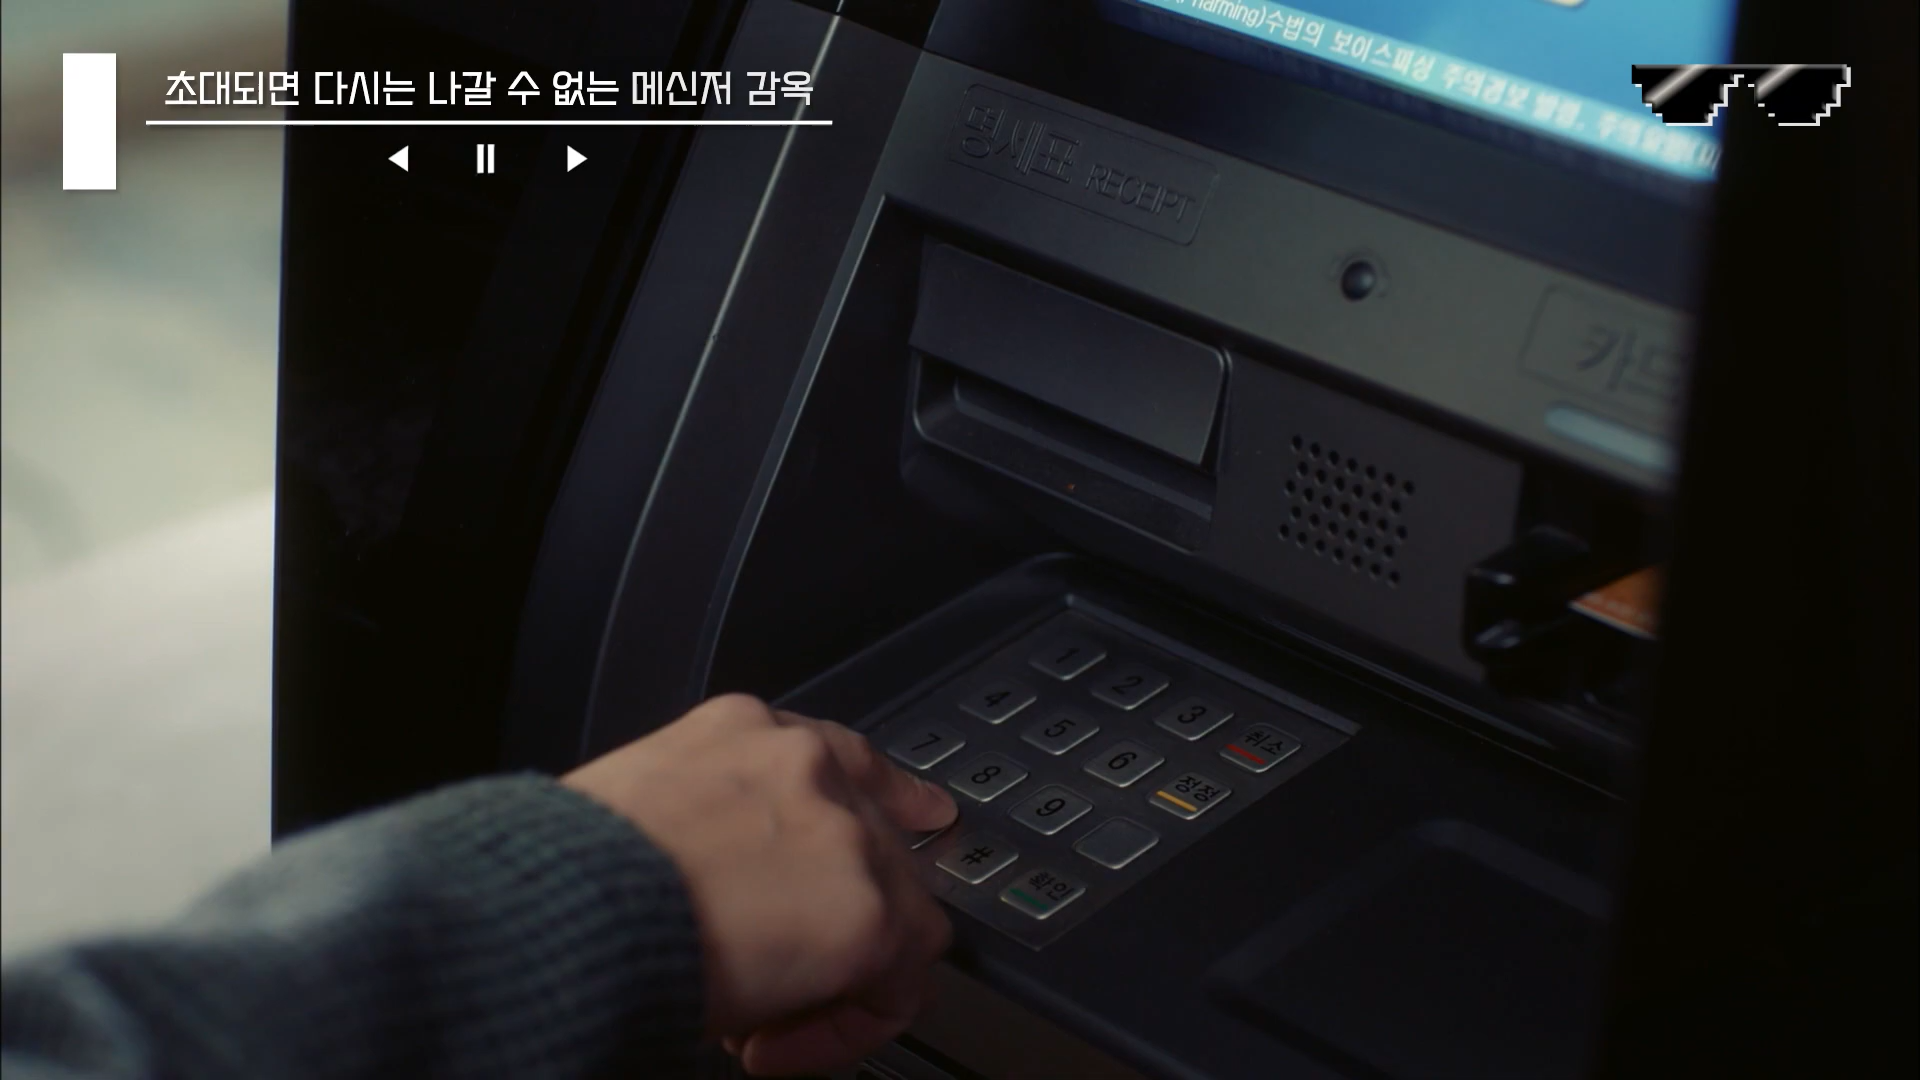 초대되면 다시는 나갈 수 없는 메신저 감옥
수법의 보이스피싱 주의경보 발령,
명세표 RECEIPT
카드
1 2 3 취소
4 5 6 정정
7 8 9
# 확인